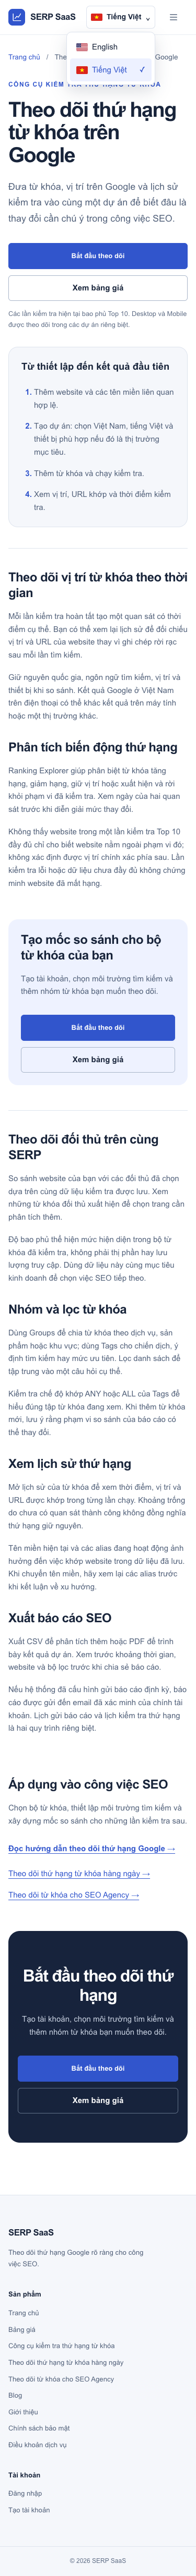 SERP SaaS
Tiếng Việt
English
Tiếng Việt ✓
Trang chủ / The Google
CÔNG CỤ KIỂM TRA THỨ HẠNG TỪ KHÓA
Theo dõi thứ hạng
từ khóa trên
Google
Đưa từ khóa, vị trí trên Google và lịch sử
kiểm tra vào cùng một dự án để biết đâu là
thay đổi cần chú ý trong công việc SEO.
Bắt đầu theo dõi
Xem bảng giá
Các lần kiểm tra hiện tại bao phủ Top 10. Desktop và Mobile
được theo dõi trong các dự án riêng biệt.
Từ thiết lập đến kết quả đầu tiên
1. Thêm website và các tên miền liên quan
hợp lệ.
2. Tạo dự án: chọn Việt Nam, tiếng Việt và
thiết bị phù hợp nếu đó là thị trường
mục tiêu.
3. Thêm từ khóa và chạy kiểm tra.
4. Xem vị trí, URL khớp và thời điểm kiểm
tra.
Theo dõi vị trí từ khóa theo thời
gian
Mỗi lần kiểm tra hoàn tất tạo một quan sát có thời
điểm cụ thể. Bạn có thể xem lại lịch sử để đối chiếu
vị trí và URL của website thay vì ghi chép rời rạc
sau mỗi lần tìm kiếm.
Giữ nguyên quốc gia, ngôn ngữ tìm kiếm, vị trí và
thiết bị khi so sánh. Kết quả Google ở Việt Nam
trên điện thoại có thể khác kết quả trên máy tính
hoặc một thị trường khác.
Phân tích biến động thứ hạng
Ranking Explorer giúp phân biệt từ khóa tăng
hạng, giảm hạng, giữ vị trí hoặc xuất hiện và rời
khỏi phạm vi đã kiểm tra. Xem ngày của hai quan
sát trước khi diễn giải mức thay đổi.
Không thấy website trong một lần kiểm tra Top 10
đầy đủ chỉ cho biết website nằm ngoài phạm vi đó;
không xác định được vị trí chính xác phía sau. Lần
kiểm tra lỗi hoặc dữ liệu chưa đầy đủ không chứng
minh website đã mất hạng.
Tạo mốc so sánh cho bộ
từ khóa của bạn
Tạo tài khoản, chọn môi trường tìm kiếm và
thêm nhóm từ khóa bạn muốn theo dõi.
Bắt đầu theo dõi
Xem bảng giá
Theo dõi đối thủ trên cùng
SERP
So sánh website của bạn với các đối thủ đã chọn
dựa trên cùng dữ liệu kiểm tra được lưu. Xem
những từ khóa đối thủ xuất hiện để chọn trang cần
phân tích thêm.
Độ bao phủ thể hiện mức hiện diện trong bộ từ
khóa đã kiểm tra, không phải thị phần hay lưu
lượng truy cập. Dùng dữ liệu này cùng mục tiêu
kinh doanh để chọn việc SEO tiếp theo.
Nhóm và lọc từ khóa
Dùng Groups để chia từ khóa theo dịch vụ, sản
phẩm hoặc khu vực; dùng Tags cho chiến dịch, ý
định tìm kiếm hay mức ưu tiên. Lọc danh sách để
tập trung vào một câu hỏi cụ thể.
Kiểm tra chế độ khớp ANY hoặc ALL của Tags để
hiểu đúng tập từ khóa đang xem. Khi thêm từ khóa
mới, lưu ý rằng phạm vi so sánh của báo cáo có
thể thay đổi.
Xem lịch sử thứ hạng
Mở lịch sử của từ khóa để xem thời điểm, vị trí và
URL được khớp trong từng lần chạy. Khoảng trống
do chưa có quan sát thành công không đồng nghĩa
thứ hạng giữ nguyên.
Tên miền hiện tại và các alias đang hoạt động ảnh
hưởng đến việc khớp website trong dữ liệu đã lưu.
Khi chuyển tên miền, hãy xem lại các alias trước
khi kết luận về xu hướng.
Xuất báo cáo SEO
Xuất CSV để phân tích thêm hoặc PDF để trình
bày kết quả đã quan sát. Xem trước khoảng thời gian,
website và bộ lọc trước khi chia sẻ báo cáo.
Nếu hệ thống đã cấu hình gửi báo cáo định kỳ, báo
cáo được gửi đến email đã xác minh của chính tài
khoản. Lịch gửi báo cáo và lịch kiểm tra thứ hạng
là hai quy trình riêng biệt.
Áp dụng vào công việc SEO
Chọn bộ từ khóa, thiết lập môi trường tìm kiếm và
xây dựng mốc so sánh cho những lần kiểm tra sau.
Đọc hướng dẫn theo dõi thứ hạng Google →
Theo dõi thứ hạng từ khóa hàng ngày →
Theo dõi từ khóa cho SEO Agency →
Bắt đầu theo dõi thứ
hạng
Tạo tài khoản, chọn môi trường tìm kiếm và
thêm nhóm từ khóa bạn muốn theo dõi.
Bắt đầu theo dõi
Xem bảng giá
SERP SaaS
Theo dõi thứ hạng Google rõ ràng cho công
việc SEO.
Sản phẩm
Trang chủ
Bảng giá
Công cụ kiểm tra thứ hạng từ khóa
Theo dõi thứ hạng từ khóa hàng ngày
Theo dõi từ khóa cho SEO Agency
Blog
Giới thiệu
Chính sách bảo mật
Điều khoản dịch vụ
Tài khoản
Đăng nhập
Tạo tài khoản
© 2026 SERP SaaS